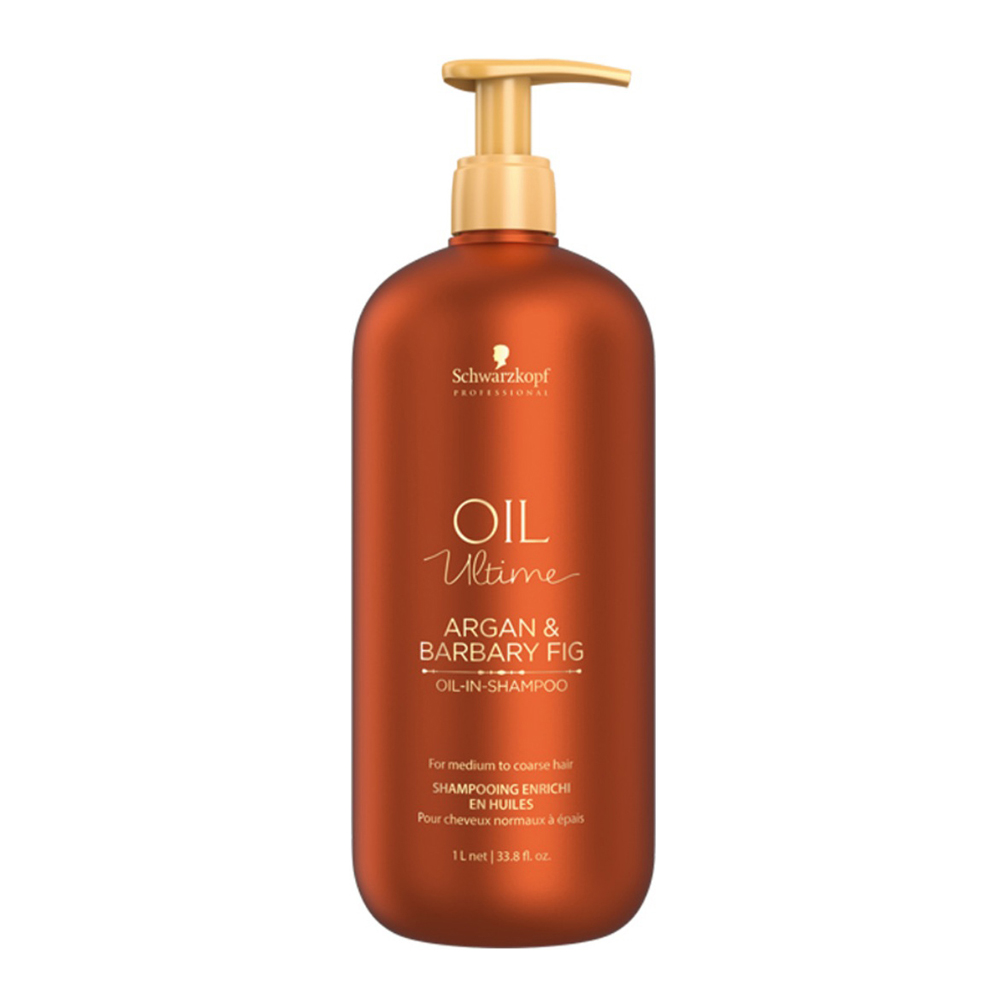 Schwarzkopf
PROFESSIONAL
OIL
Ultime
ARGAN &
BARBARY FIG
OIL-IN-SHAMPOO
For medium to coarse hair
SHAMPOOING ENRICHI
EN HUILES
Pour cheveux normaux à épais
1 L net | 33.8 fl. oz.